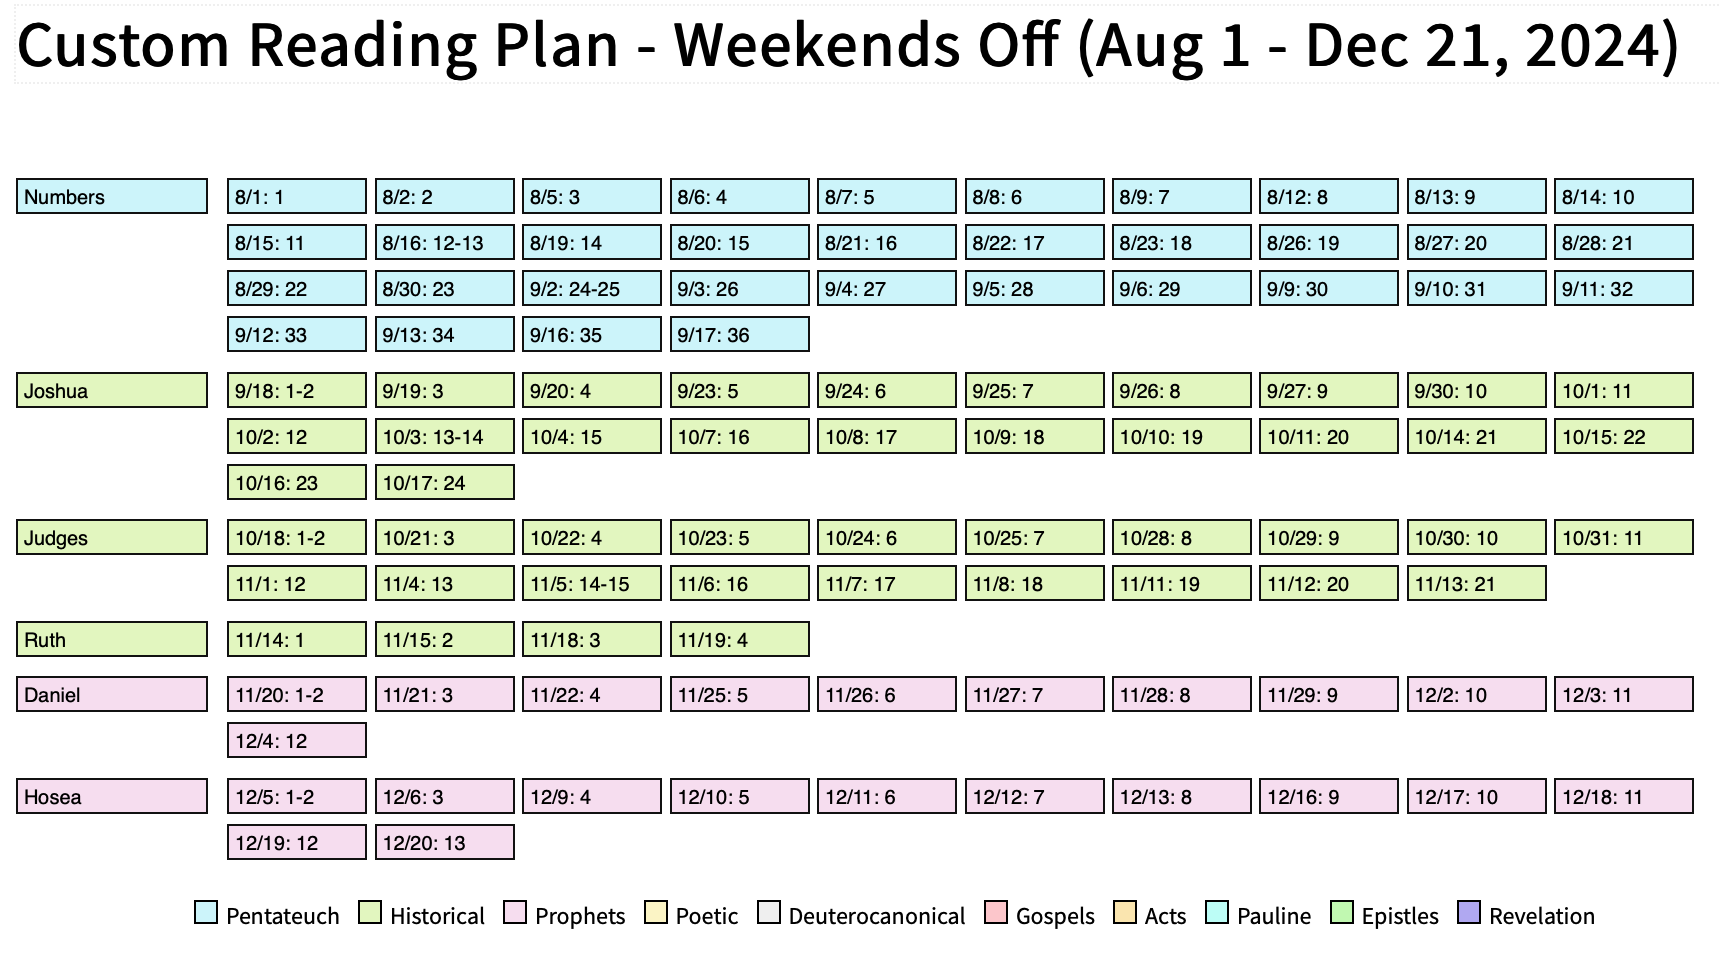 Custom Reading Plan - Weekends Off (Aug 1 - Dec 21, 2024)
Numbers 8/1: 1 8/2: 2 8/5: 3 8/6: 4 8/7: 5 8/8: 6 8/9: 7 8/12: 8 8/13: 9 8/14: 10
8/15: 11 8/16: 12-13 8/19: 14 8/20: 15 8/21: 16 8/22: 17 8/23: 18 8/26: 19 8/27: 20 8/28: 21
8/29: 22 8/30: 23 9/2: 24-25 9/3: 26 9/4: 27 9/5: 28 9/6: 29 9/9: 30 9/10: 31 9/11: 32
9/12: 33 9/13: 34 9/16: 35 9/17: 36
Joshua 9/18: 1-2 9/19: 3 9/20: 4 9/23: 5 9/24: 6 9/25: 7 9/26: 8 9/27: 9 9/30: 10 10/1: 11
10/2: 12 10/3: 13-14 10/4: 15 10/7: 16 10/8: 17 10/9: 18 10/10: 19 10/11: 20 10/14: 21 10/15: 22
10/16: 23 10/17: 24
Judges 10/18: 1-2 10/21: 3 10/22: 4 10/23: 5 10/24: 6 10/25: 7 10/28: 8 10/29: 9 10/30: 10 10/31: 11
11/1: 12 11/4: 13 11/5: 14-15 11/6: 16 11/7: 17 11/8: 18 11/11: 19 11/12: 20 11/13: 21
Ruth 11/14: 1 11/15: 2 11/18: 3 11/19: 4
Daniel 11/20: 1-2 11/21: 3 11/22: 4 11/25: 5 11/26: 6 11/27: 7 11/28: 8 11/29: 9 12/2: 10 12/3: 11
12/4: 12
Hosea 12/5: 1-2 12/6: 3 12/9: 4 12/10: 5 12/11: 6 12/12: 7 12/13: 8 12/16: 9 12/17: 10 12/18: 11
12/19: 12 12/20: 13
Pentateuch Historical Prophets Poetic Deuterocanonical Gospels Acts Pauline Epistles Revelation